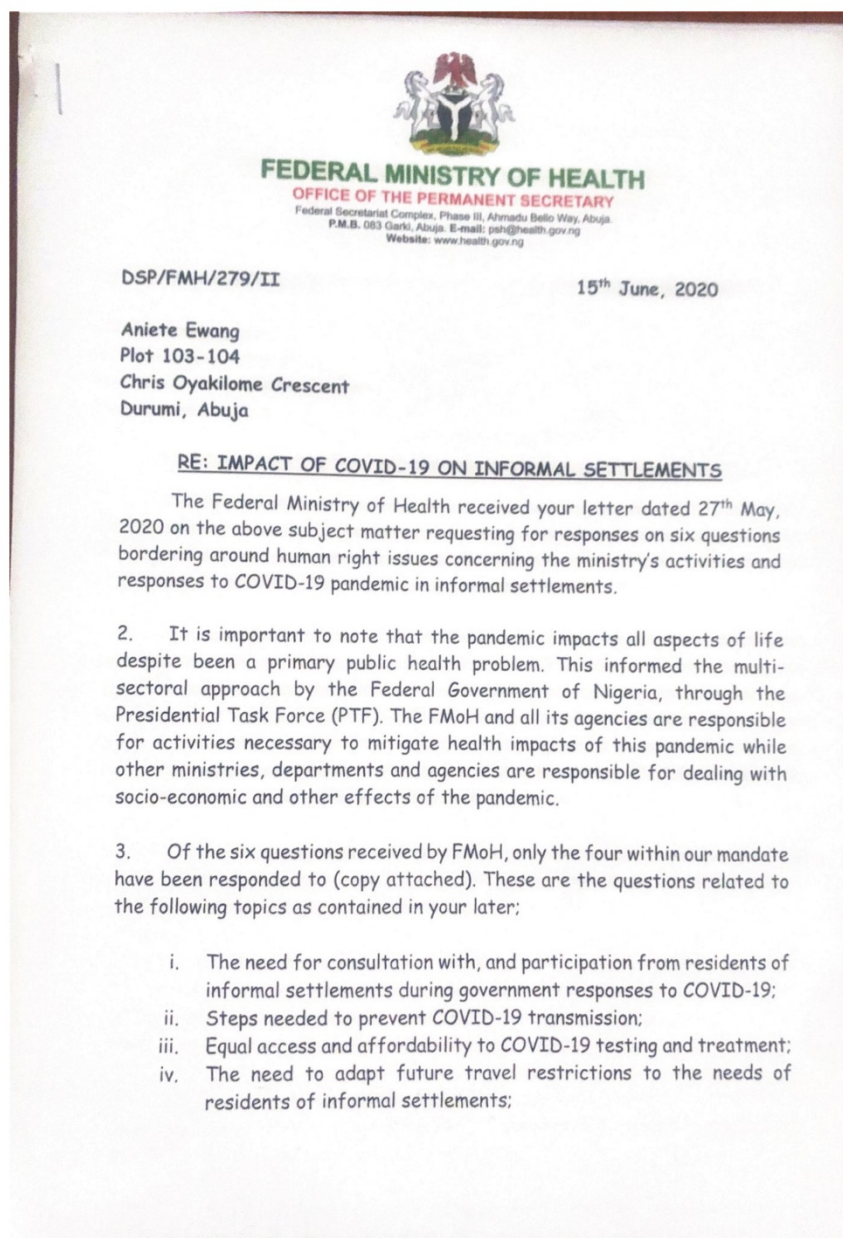 FEDERAL MINISTRY OF HEALTH
OFFICE OF THE PERMANENT SECRETARY
Federal Secretariat Complex, Phase III, Ahmadu Bello Way, Abuja.
P.M.B. 083 Garki, Abuja. E-mail: psh@health.gov.ng
Website: www.health.gov.ng
DSP/FMH/279/II
15th June, 2020
Aniete Ewang
Plot 103-104
Chris Oyakilome Crescent
Durumi, Abuja
RE: IMPACT OF COVID-19 ON INFORMAL SETTLEMENTS
The Federal Ministry of Health received your letter dated 27th May,
2020 on the above subject matter requesting for responses on six questions
bordering around human right issues concerning the ministry's activities and
responses to COVID-19 pandemic in informal settlements.
2. It is important to note that the pandemic impacts all aspects of life
despite been a primary public health problem. This informed the multi-
sectoral approach by the Federal Government of Nigeria, through the
Presidential Task Force (PTF). The FMoH and all its agencies are responsible
for activities necessary to mitigate health impacts of this pandemic while
other ministries, departments and agencies are responsible for dealing with
socio-economic and other effects of the pandemic.
3. Of the six questions received by FMoH, only the four within our mandate
have been responded to (copy attached). These are the questions related to
the following topics as contained in your later;
i. The need for consultation with, and participation from residents of
informal settlements during government responses to COVID-19;
ii. Steps needed to prevent COVID-19 transmission;
iii. Equal access and affordability to COVID-19 testing and treatment;
iv. The need to adapt future travel restrictions to the needs of
residents of informal settlements;